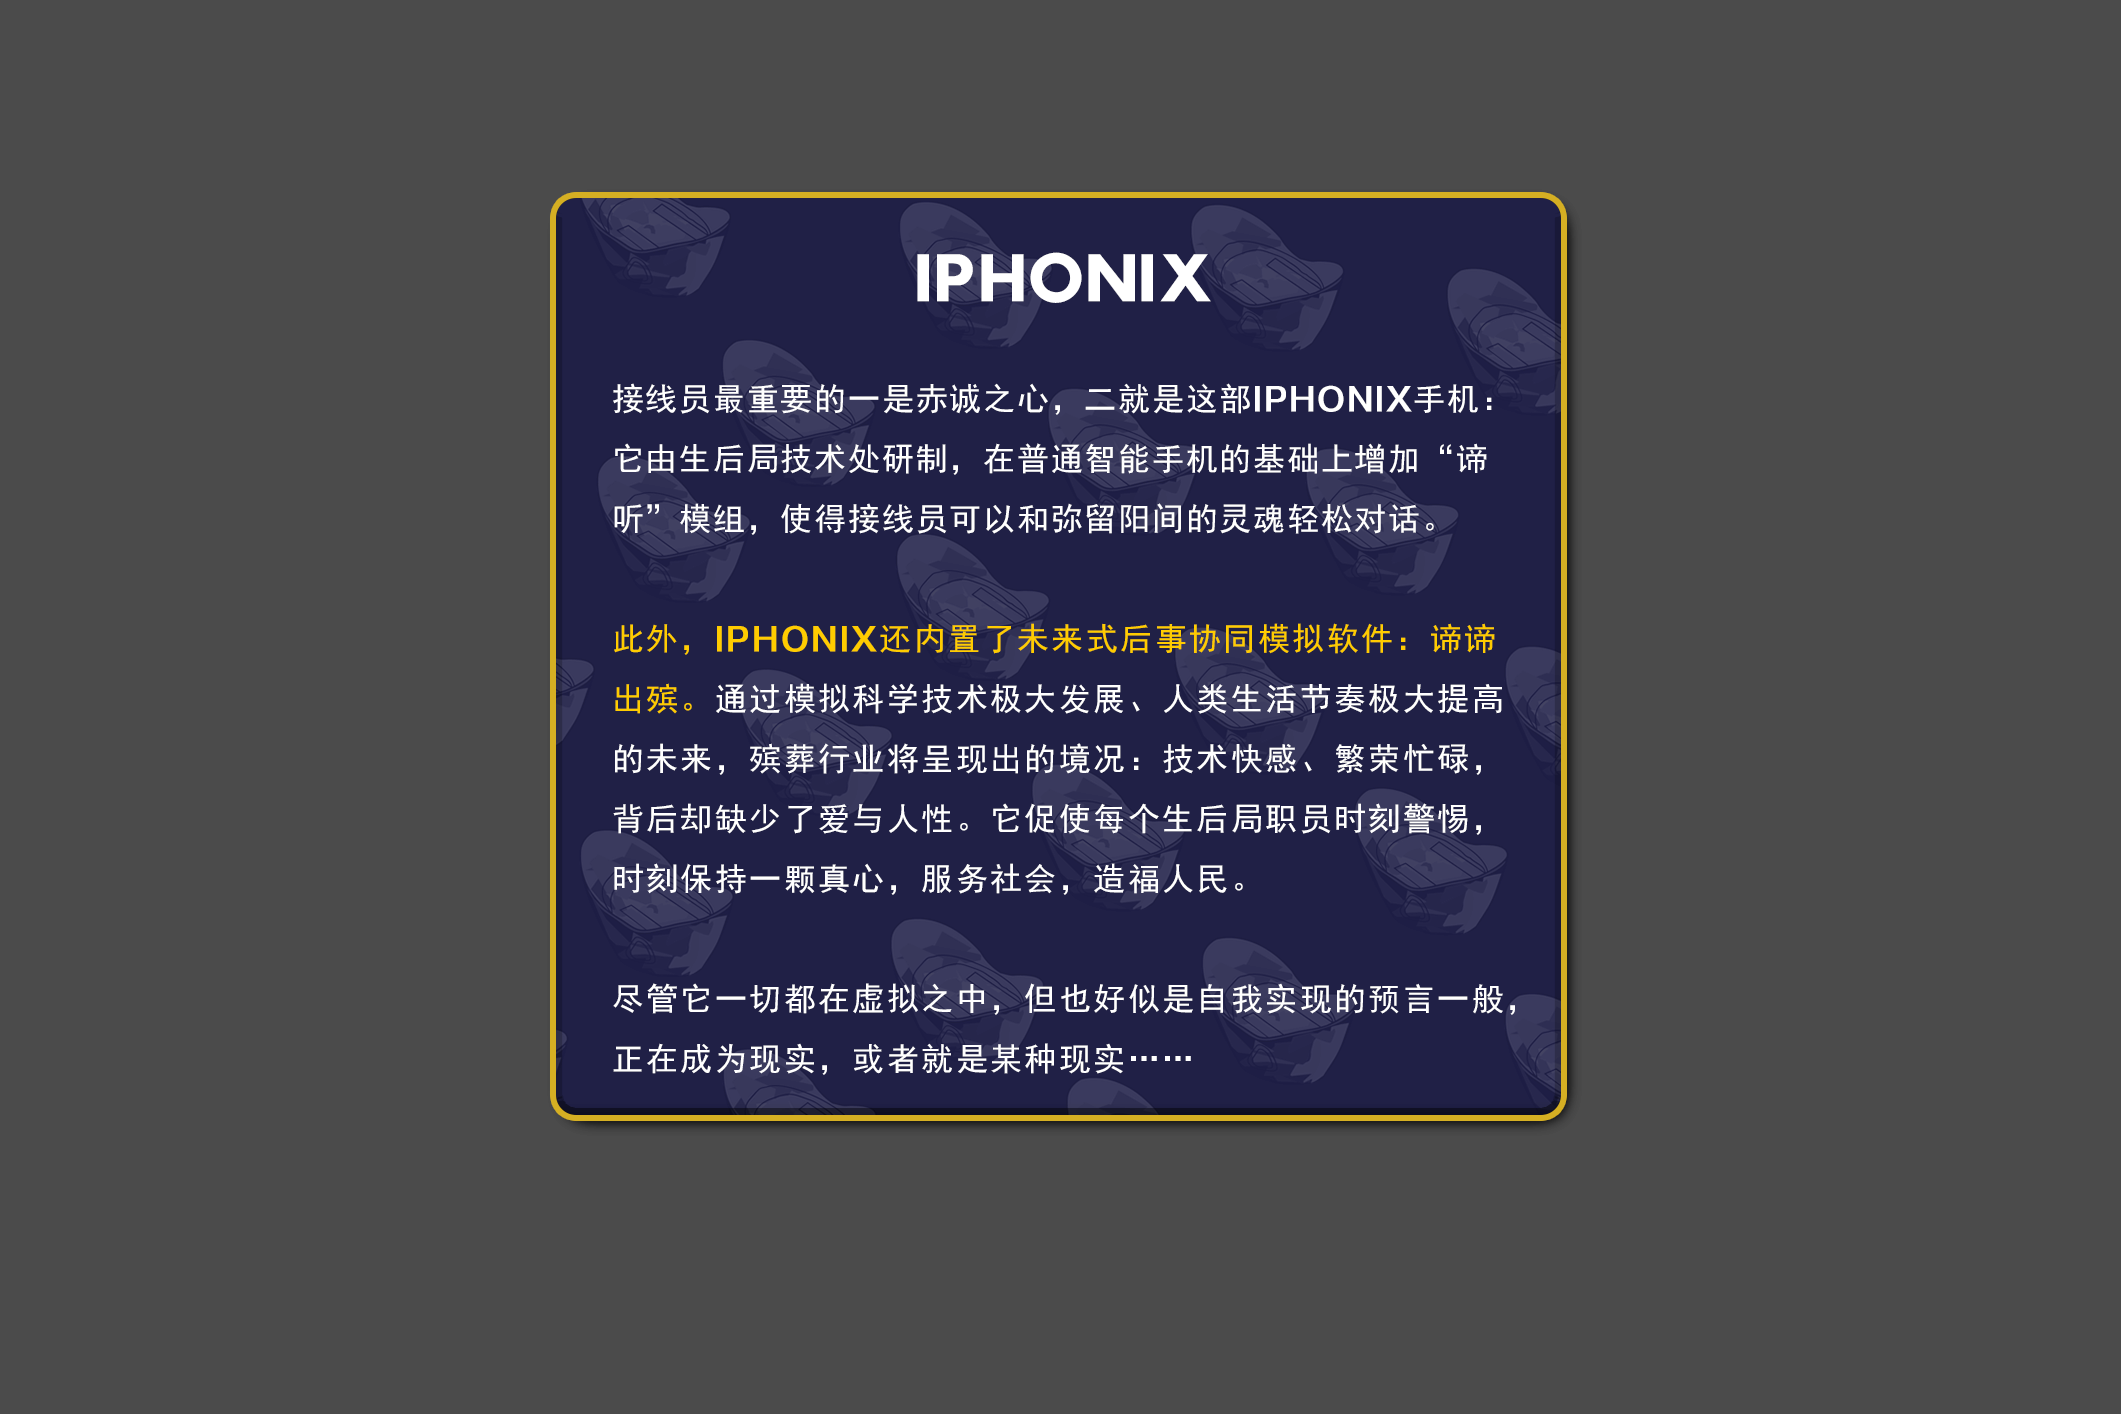 IPHONIX
接线员最重要的一是赤诚之心，二就是这部IPHONIX手机：
它由生后局技术处研制，在普通智能手机的基础上增加“谛
听”模组，使得接线员可以和弥留阳间的灵魂轻松对话。
此外，IPHONIX还内置了未来式后事协同模拟软件：谛谛
出殡。通过模拟科学技术极大发展、人类生活节奏极大提高
的未来，殡葬行业将呈现出的境况：技术快感、繁荣忙碌，
背后却缺少了爱与人性。它促使每个生后局职员时刻警惕，
时刻保持一颗真心，服务社会，造福人民。
尽管它一切都在虚拟之中，但也好似是自我实现的预言一般，
正在成为现实，或者就是某种现实……